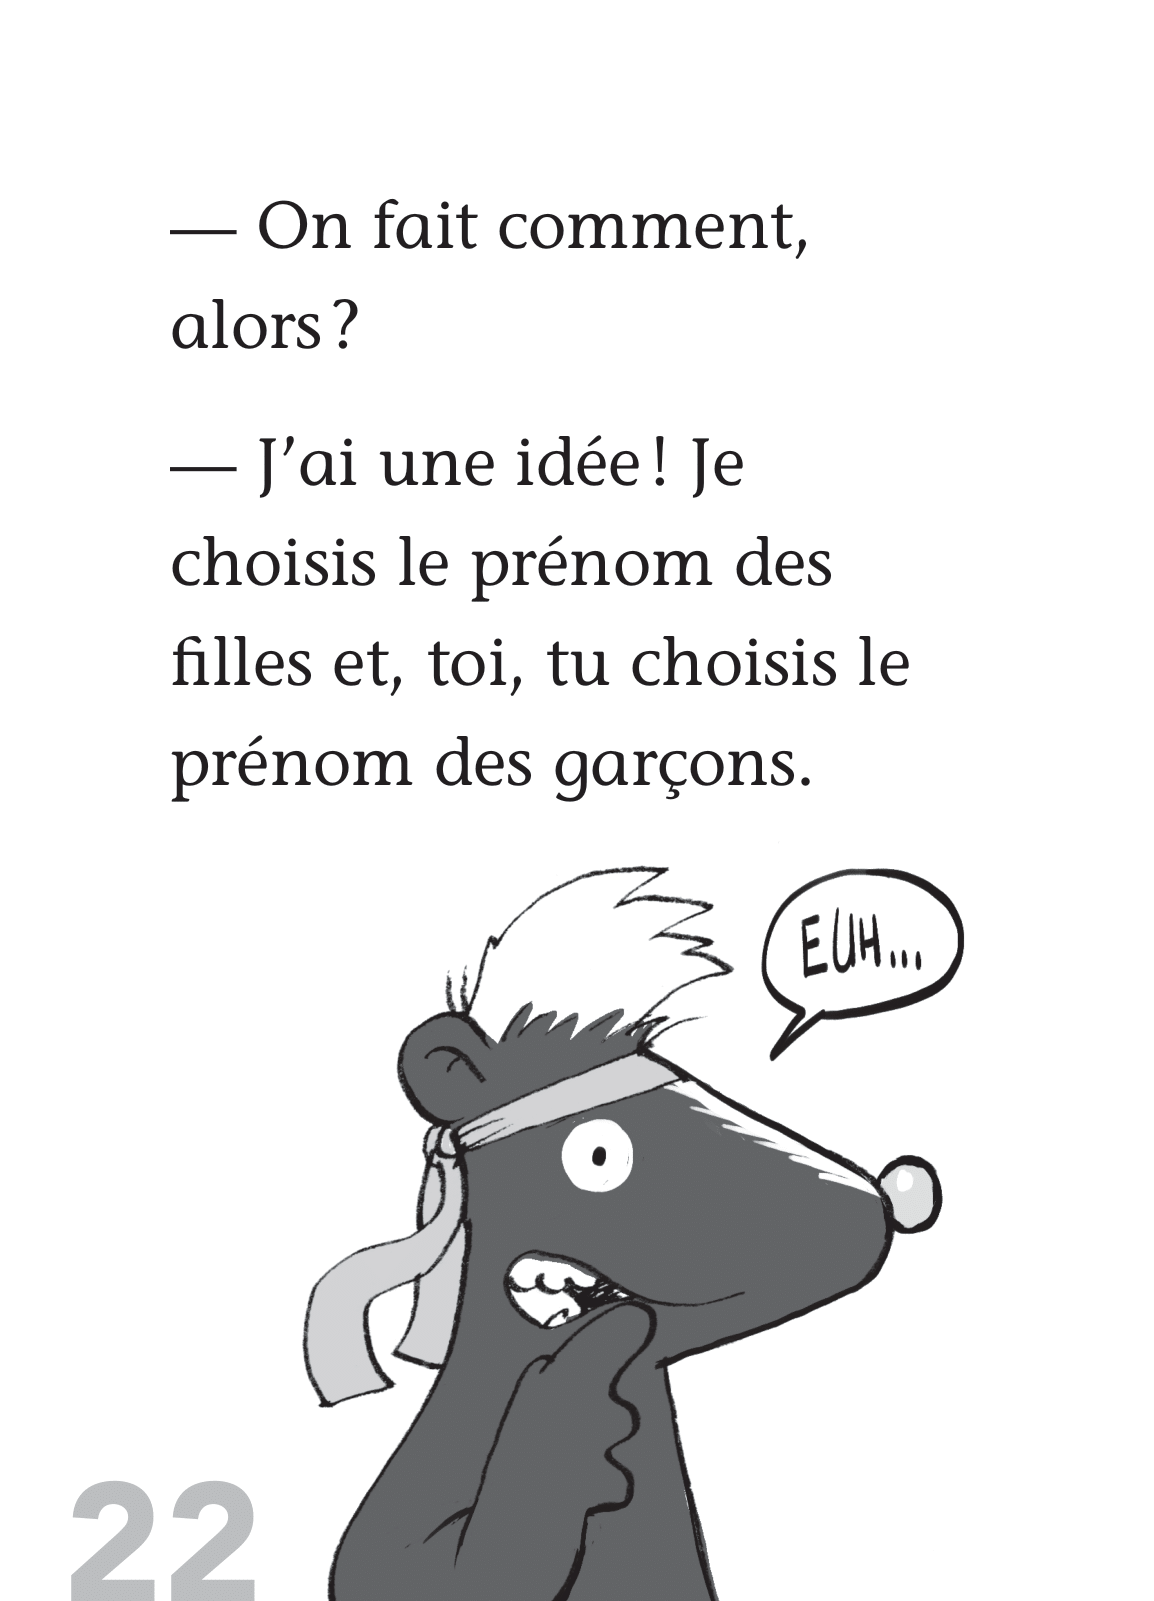 — On fait comment,
alors ?
— J’ai une idée ! Je
choisis le prénom des
filles et, toi, tu choisis le
prénom des garçons.
EUH...
22